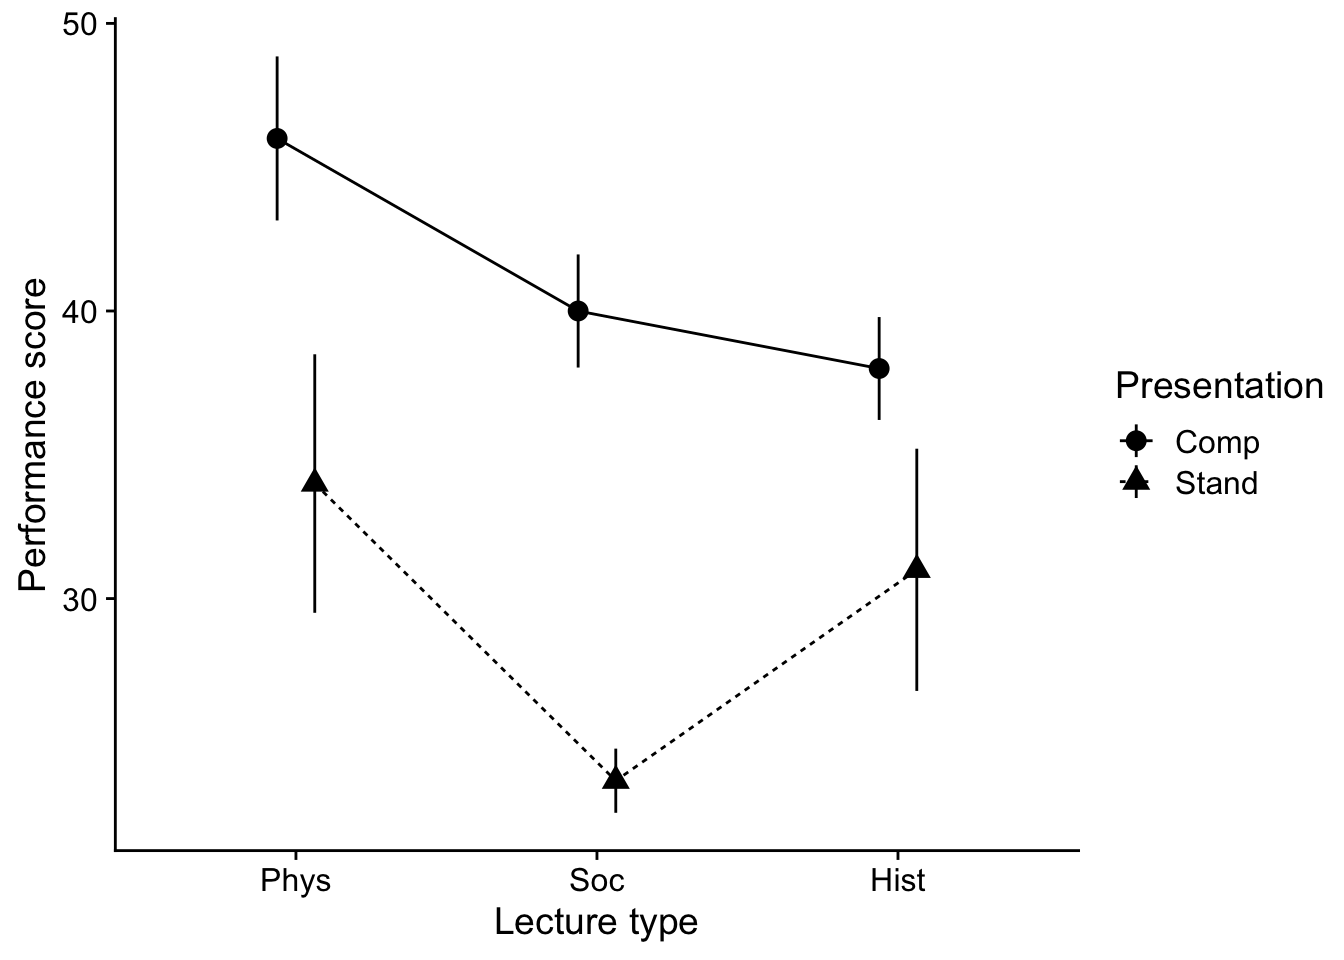 50
40
30
Performance score
Phys
Soc
Hist
Lecture type
Presentation
Comp
Stand